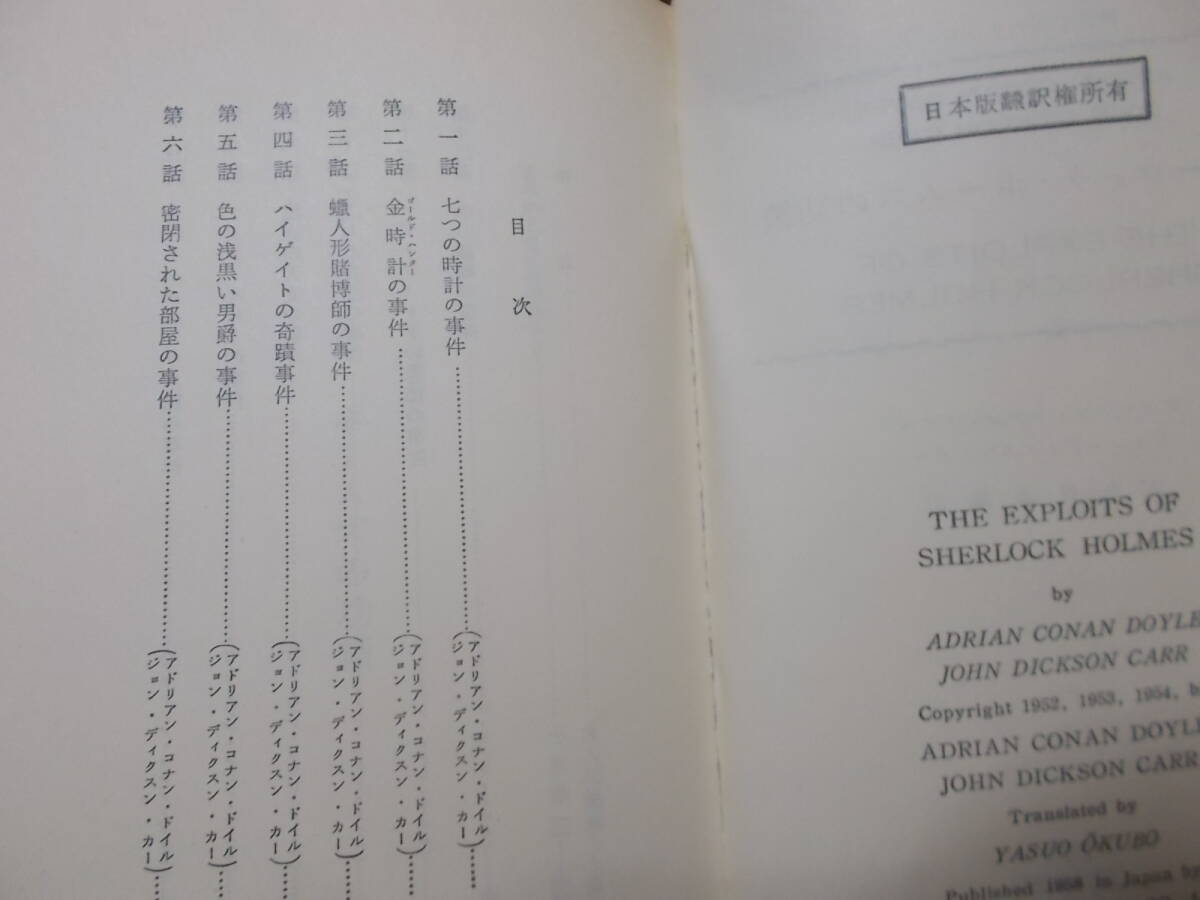 日本版翻訳権所有
THE EXPLOITS OF
SHERLOCK HOLMES
by
ADRIAN CONAN DOYLE
JOHN DICKSON CARR
Copyright 1952, 1953, 1954, b
ADRIAN CONAN DOYLE
JOHN DICKSON CARR
Translated by
YASUO ŌKUBO
Published 1958 in Japan by
目次
第一話 七つの時計の事件……(アドリアン・コナン・ドイル ジョン・ディクスン・カー)……
第二話 金時計の事件……(アドリアン・コナン・ドイル ジョン・ディクスン・カー)……
ゴールド・ハンター
第三話 蠟人形賭博師の事件……(アドリアン・コナン・ドイル ジョン・ディクスン・カー)……
第四話 ハイゲイトの奇蹟事件……(アドリアン・コナン・ドイル ジョン・ディクスン・カー)……
第五話 色の浅黒い男爵の事件……(アドリアン・コナン・ドイル ジョン・ディクスン・カー)……
第六話 密閉された部屋の事件……(アドリアン・コナン・ドイル ジョン・ディクスン・カー)……